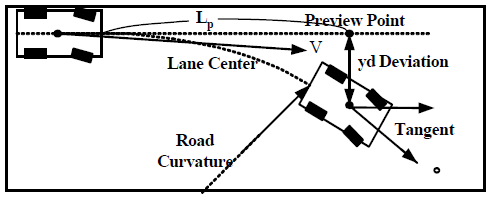 Lp
Preview Point
V
Lane Center
yd Deviation
Road
Curvature
Tangent